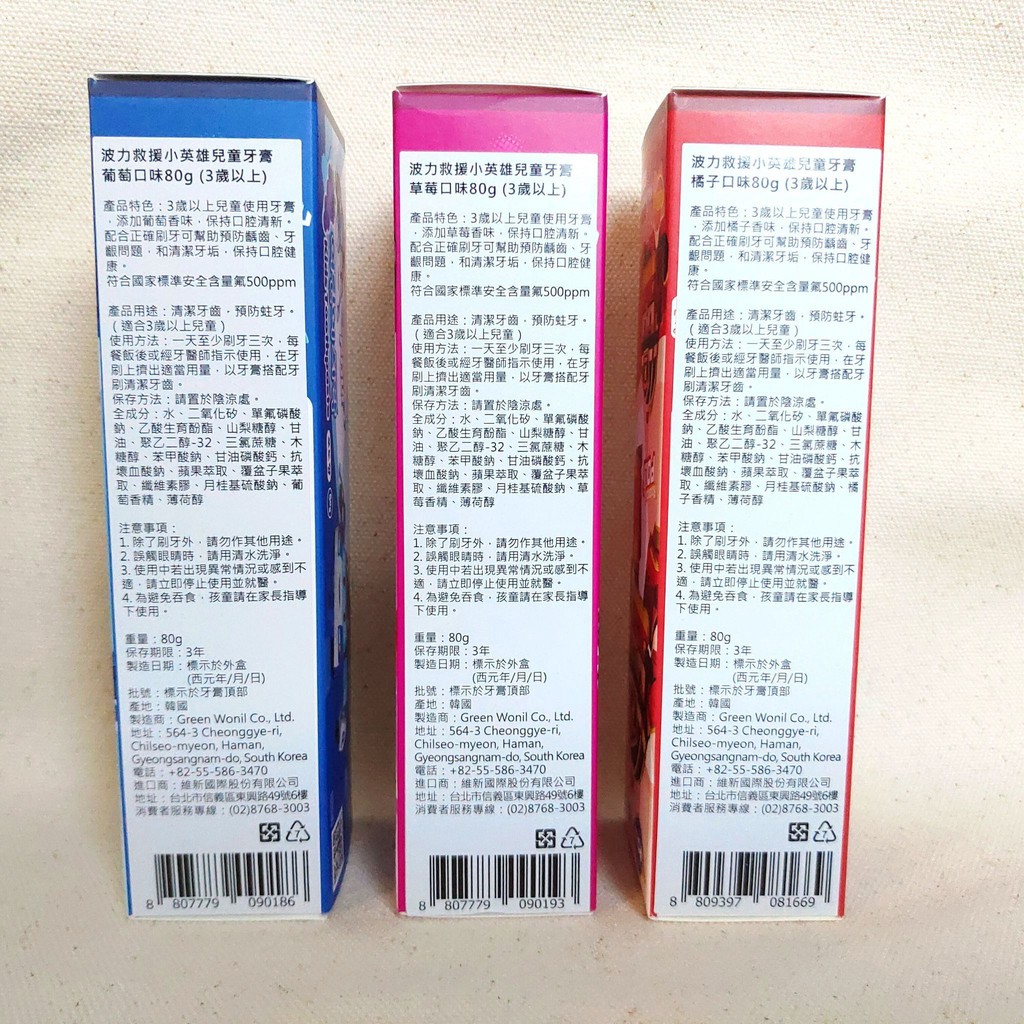 波力救援小英雄兒童牙膏
葡萄口味80g (3歲以上)
產品特色：3歲以上兒童使用牙膏
，添加葡萄香味，保持口腔清新。
配合正確刷牙可幫助預防齲齒、牙
齦問題，和清潔牙垢，保持口腔健
康。
符合國家標準安全含量氟500ppm
產品用途：清潔牙齒，預防蛀牙。
(適合3歲以上兒童)
使用方法：一天至少刷牙三次，每
餐飯後或經牙醫師指示使用，在牙
刷上擠出適當用量，以牙膏搭配牙
刷清潔牙齒。
保存方法：請置於陰涼處。
全成分：水、二氧化矽、單氟磷酸
鈉、乙酸生育酚酯、山梨糖醇、甘
油、聚乙二醇-32、三氯蔗糖、木
糖醇、苯甲酸鈉、甘油磷酸鈣、抗
壞血酸鈉、蘋果萃取、覆盆子果萃
取、纖維素膠、月桂基硫酸鈉、葡
萄香精、薄荷醇
注意事項：
1. 除了刷牙外，請勿作其他用途。
2. 誤觸眼睛時，請用清水洗淨。
3. 使用中若出現異常情況或感到不
適，請立即停止使用並就醫。
4. 為避免吞食，孩童請在家長指導
下使用。
重量：80g
保存期限：3年
製造日期：標示於外盒
(西元年/月/日)
批號：標示於牙膏頂部
產地：韓國
製造商：Green Wonil Co., Ltd.
地址：564-3 Cheonggye-ri,
Chilseo-myeon, Haman,
Gyeongsangnam-do, South Korea
電話：+82-55-586-3470
進口商：維新國際股份有限公司
地址：台北市信義區東興路49號6樓
消費者服務專線：(02)8768-3003
7
8 807779 090186
波力救援小英雄兒童牙膏
草莓口味80g (3歲以上)
產品特色：3歲以上兒童使用牙膏
，添加草莓香味，保持口腔清新。
配合正確刷牙可幫助預防齲齒、牙
齦問題，和清潔牙垢，保持口腔健
康。
符合國家標準安全含量氟500ppm
產品用途：清潔牙齒，預防蛀牙。
(適合3歲以上兒童)
使用方法：一天至少刷牙三次，每
餐飯後或經牙醫師指示使用，在牙
刷上擠出適當用量，以牙膏搭配牙
刷清潔牙齒。
保存方法：請置於陰涼處。
全成分：水、二氧化矽、單氟磷酸
鈉、乙酸生育酚酯、山梨糖醇、甘
油、聚乙二醇-32、三氯蔗糖、木
糖醇、苯甲酸鈉、甘油磷酸鈣、抗
壞血酸鈉、蘋果萃取、覆盆子果萃
取、纖維素膠、月桂基硫酸鈉、草
莓香精、薄荷醇
注意事項：
1. 除了刷牙外，請勿作其他用途。
2. 誤觸眼睛時，請用清水洗淨。
3. 使用中若出現異常情況或感到不
適，請立即停止使用並就醫。
4. 為避免吞食，孩童請在家長指導
下使用。
重量：80g
保存期限：3年
製造日期：標示於外盒
(西元年/月/日)
批號：標示於牙膏頂部
產地：韓國
製造商：Green Wonil Co., Ltd.
地址：564-3 Cheonggye-ri,
Chilseo-myeon, Haman,
Gyeongsangnam-do, South Korea
電話：+82-55-586-3470
進口商：維新國際股份有限公司
地址：台北市信義區東興路49號6樓
消費者服務專線：(02)8768-3003
7
8 807779 090193
波力救援小英雄兒童牙膏
橘子口味80g (3歲以上)
產品特色：3歲以上兒童使用牙膏
，添加橘子香味，保持口腔清新。
配合正確刷牙可幫助預防齲齒、牙
齦問題，和清潔牙垢，保持口腔健
康。
符合國家標準安全含量氟500ppm
產品用途：清潔牙齒，預防蛀牙。
(適合3歲以上兒童)
使用方法：一天至少刷牙三次，每
餐飯後或經牙醫師指示使用，在牙
刷上擠出適當用量，以牙膏搭配牙
刷清潔牙齒。
保存方法：請置於陰涼處。
全成分：水、二氧化矽、單氟磷酸
鈉、乙酸生育酚酯、山梨糖醇、甘
油、聚乙二醇-32、三氯蔗糖、木
糖醇、苯甲酸鈉、甘油磷酸鈣、抗
壞血酸鈉、蘋果萃取、覆盆子果萃
取、纖維素膠、月桂基硫酸鈉、橘
子香精、薄荷醇
注意事項：
1. 除了刷牙外，請勿作其他用途。
2. 誤觸眼睛時，請用清水洗淨。
3. 使用中若出現異常情況或感到不
適，請立即停止使用並就醫。
4. 為避免吞食，孩童請在家長指導
下使用。
重量：80g
保存期限：3年
製造日期：標示於外盒
(西元年/月/日)
批號：標示於牙膏頂部
產地：韓國
製造商：Green Wonil Co., Ltd.
地址：564-3 Cheonggye-ri,
Chilseo-myeon, Haman,
Gyeongsangnam-do, South Korea
電話：+82-55-586-3470
進口商：維新國際股份有限公司
地址：台北市信義區東興路49號6樓
消費者服務專線：(02)8768-3003
7
8 809397 081669